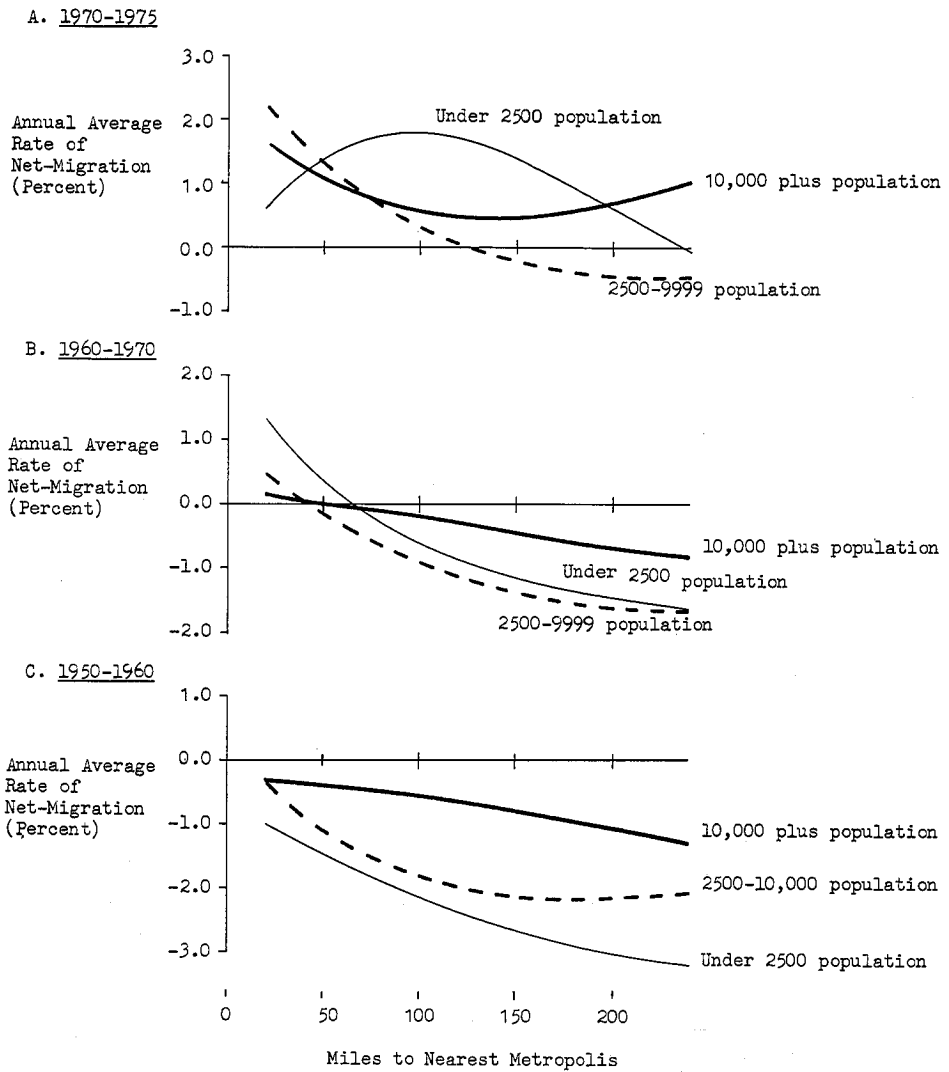 A. 1970-1975
3.0
2.0
1.0
0.0
-1.0
Annual Average
Rate of
Net-Migration
(Percent)
Under 2500 population
10,000 plus population
2500-9999 population
B. 1960-1970
2.0
1.0
0.0
-1.0
-2.0
Annual Average
Rate of
Net-Migration
(Percent)
10,000 plus population
Under 2500 population
2500-9999 population
C. 1950-1960
1.0
0.0
-1.0
-2.0
-3.0
Annual Average
Rate of
Net-Migration
(Percent)
10,000 plus population
2500-10,000 population
Under 2500 population
0 50 100 150 200
Miles to Nearest Metropolis